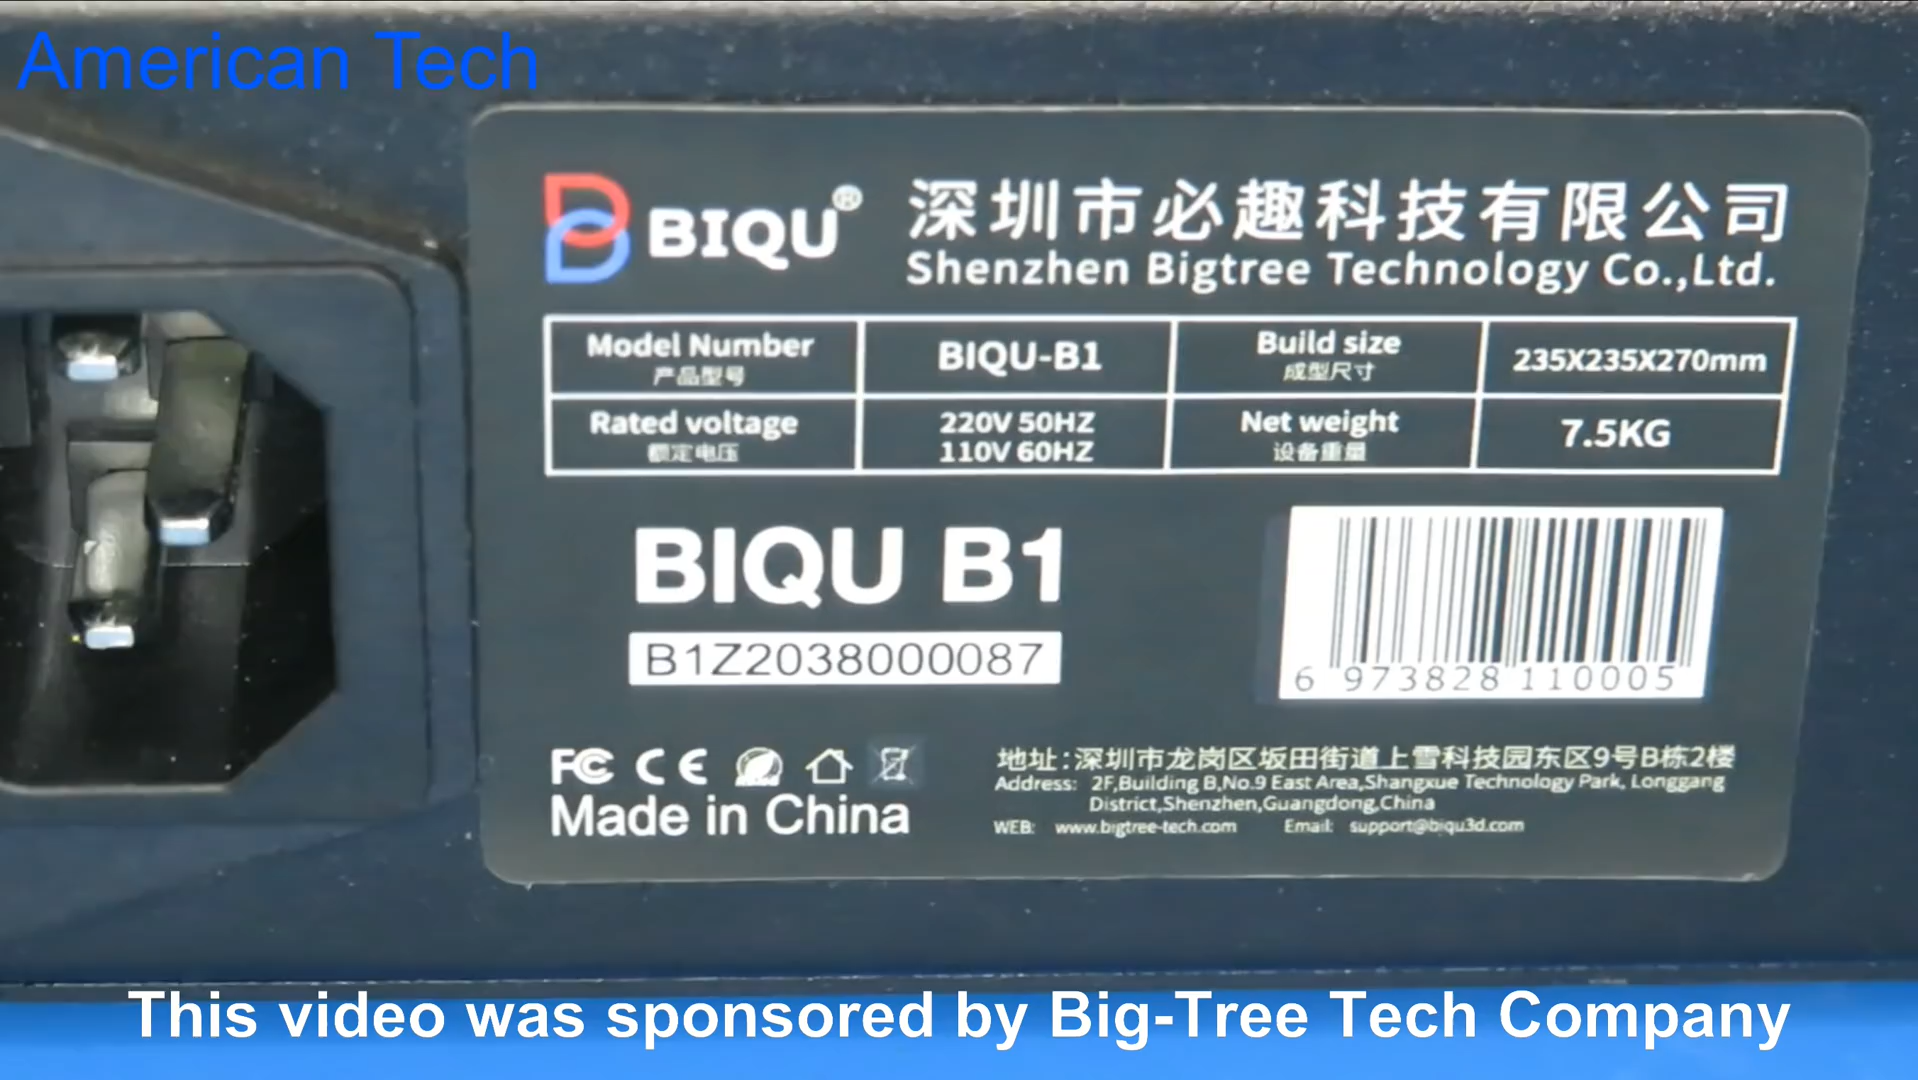 American Tech
BIQU®
深圳市必趣科技有限公司
Shenzhen Bigtree Technology Co.,Ltd.
Model Number
产品型号
BIQU-B1
Build size
成型尺寸
235X235X270mm
Rated voltage
额定电压
220V 50HZ
110V 60HZ
Net weight
设备重量
7.5KG
BIQU B1
B1Z2038000087
6 973828 110005
FC CE
Made in China
地址:深圳市龙岗区坂田街道上雪科技园东区9号B栋2楼
Address: 2F,Building B,No.9 East Area,Shangxue Technology Park, Longgang
District,Shenzhen,Guangdong,China
WEB: www.bigtree-tech.com Email: support@biqu3d.com
This video was sponsored by Big-Tree Tech Company